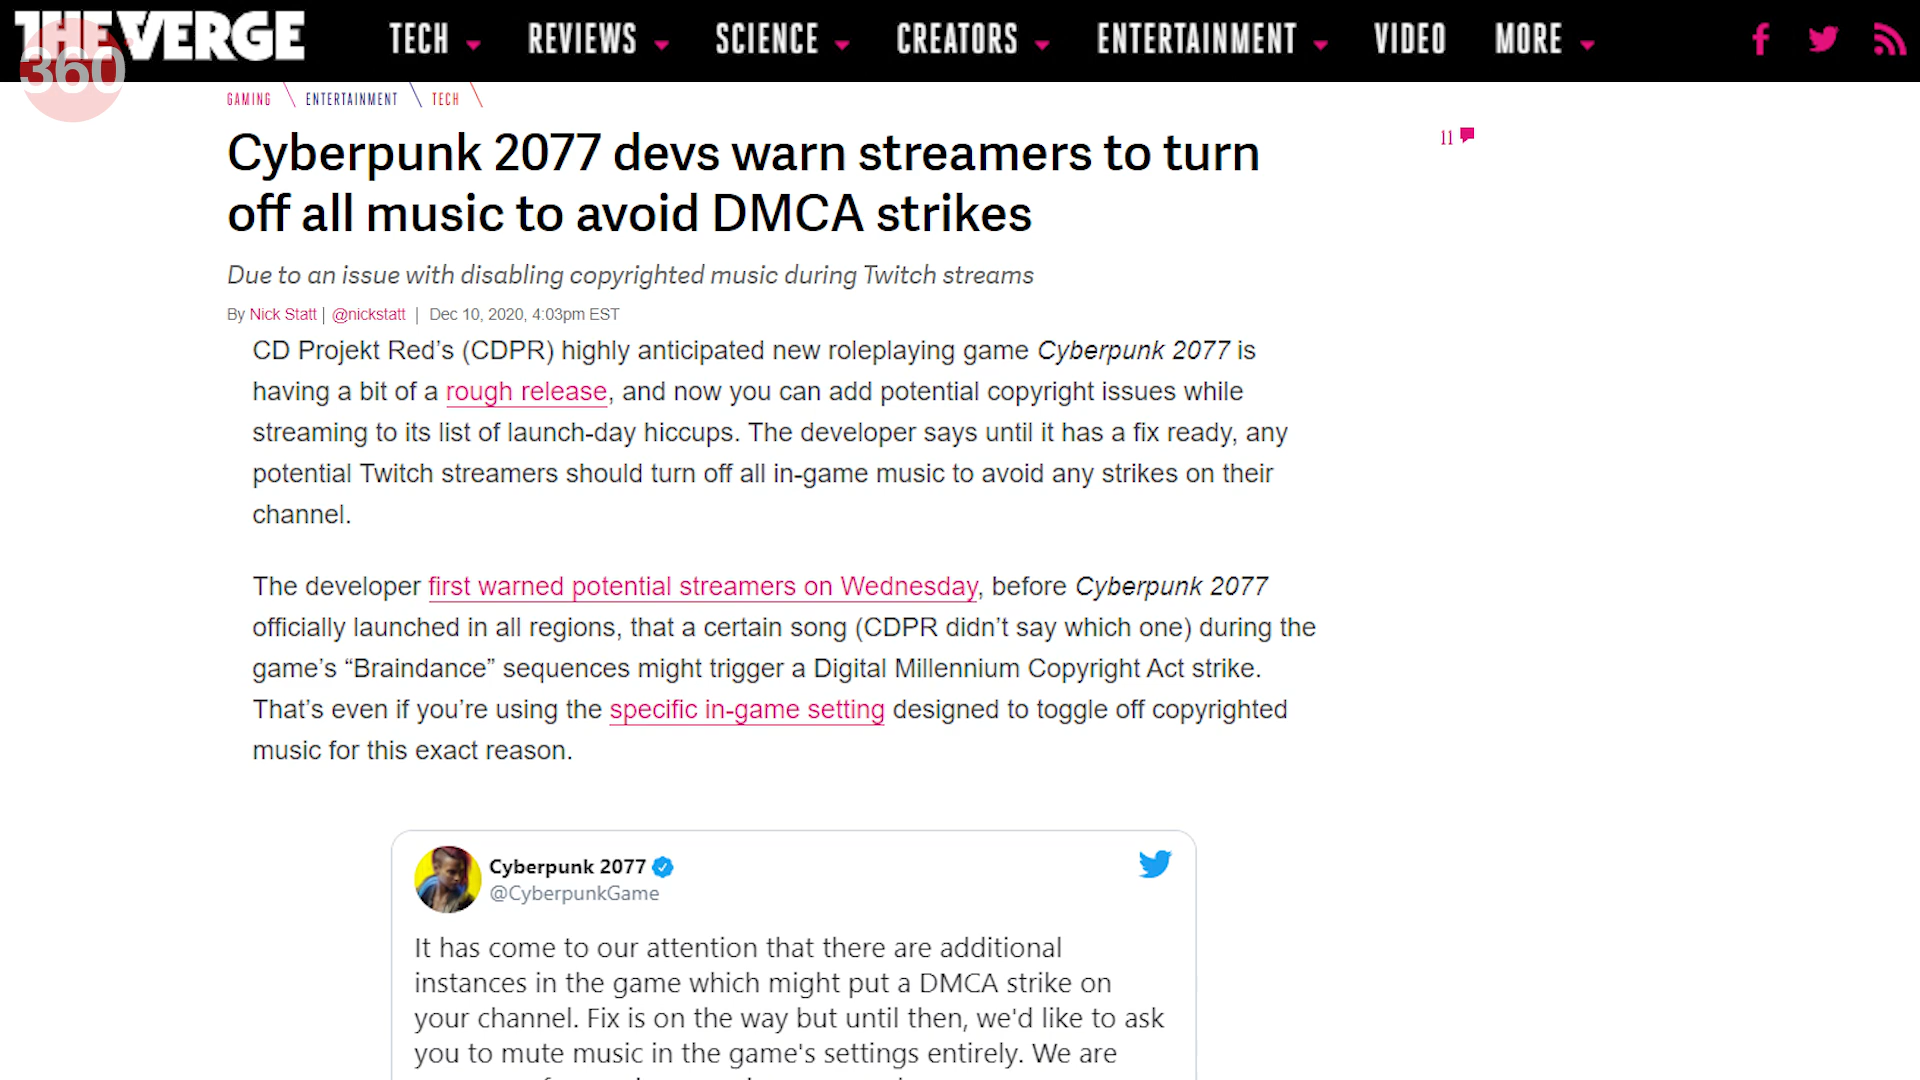 THE VERGE
360
TECH REVIEWS SCIENCE CREATORS ENTERTAINMENT VIDEO MORE
GAMING ENTERTAINMENT TECH
Cyberpunk 2077 devs warn streamers to turn
off all music to avoid DMCA strikes
11
Due to an issue with disabling copyrighted music during Twitch streams
By Nick Statt | @nickstatt | Dec 10, 2020, 4:03pm EST
CD Projekt Red’s (CDPR) highly anticipated new roleplaying game Cyberpunk 2077 is
having a bit of a rough release, and now you can add potential copyright issues while
streaming to its list of launch-day hiccups. The developer says until it has a fix ready, any
potential Twitch streamers should turn off all in-game music to avoid any strikes on their
channel.
The developer first warned potential streamers on Wednesday, before Cyberpunk 2077
officially launched in all regions, that a certain song (CDPR didn’t say which one) during the
game’s “Braindance” sequences might trigger a Digital Millennium Copyright Act strike.
That’s even if you’re using the specific in-game setting designed to toggle off copyrighted
music for this exact reason.
Cyberpunk 2077
@CyberpunkGame
It has come to our attention that there are additional
instances in the game which might put a DMCA strike on
your channel. Fix is on the way but until then, we'd like to ask
you to mute music in the game's settings entirely. We are